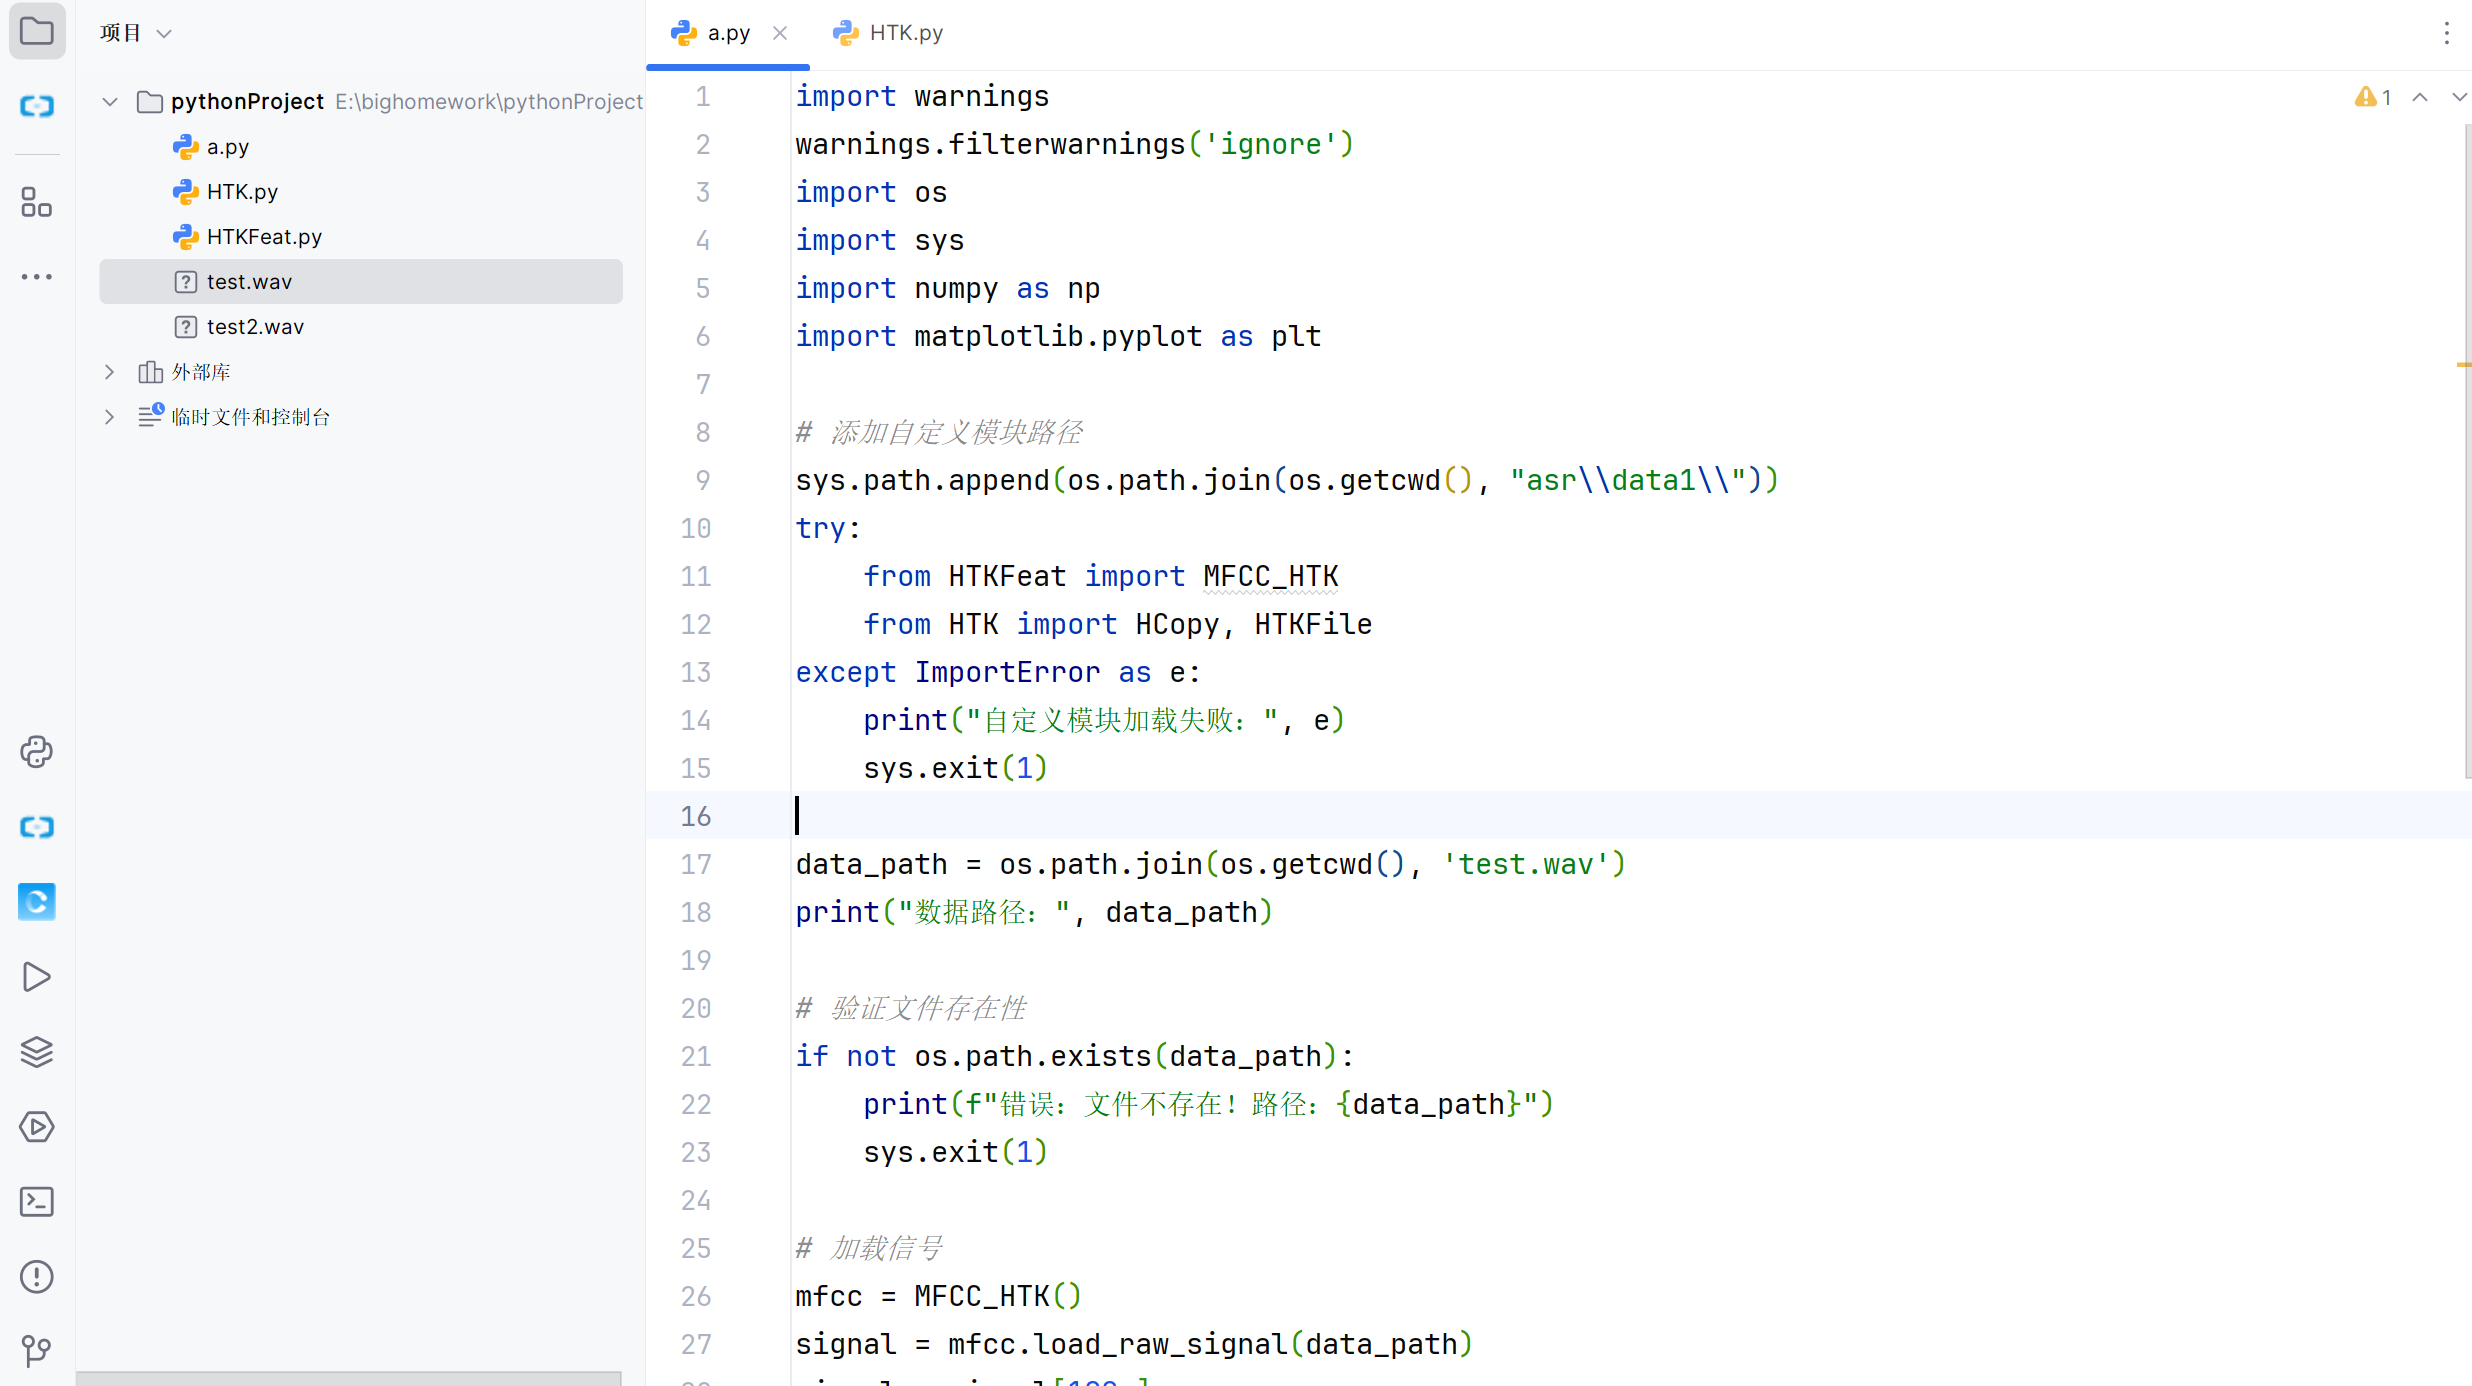 项目
pythonProject E:\bighomework\pythonProject
a.py
HTK.py
HTKFeat.py
test.wav
test2.wav
外部库
临时文件和控制台
a.py HTK.py
1
1 import warnings
2 warnings.filterwarnings('ignore')
3 import os
4 import sys
5 import numpy as np
6 import matplotlib.pyplot as plt
7
8 # 添加自定义模块路径
9 sys.path.append(os.path.join(os.getcwd(), "asr\\data1\\"))
10 try:
11 from HTKFeat import MFCC_HTK
12 from HTK import HCopy, HTKFile
13 except ImportError as e:
14 print("自定义模块加载失败：", e)
15 sys.exit(1)
16
17 data_path = os.path.join(os.getcwd(), 'test.wav')
18 print("数据路径：", data_path)
19
20 # 验证文件存在性
21 if not os.path.exists(data_path):
22 print(f"错误：文件不存在！路径：{data_path}")
23 sys.exit(1)
24
25 # 加载信号
26 mfcc = MFCC_HTK()
27 signal = mfcc.load_raw_signal(data_path)